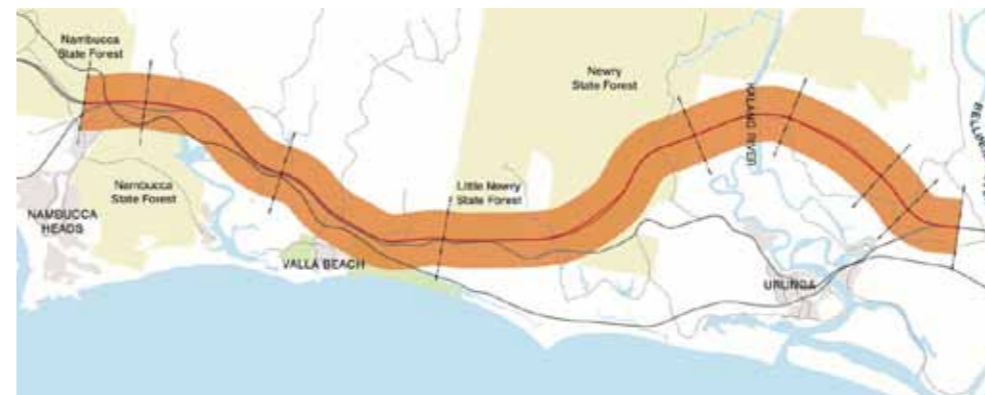 Nambucca
State Forest
Nambucca
State Forest
NAMBUCCA
HEADS
VALLA BEACH
Little Newry
State Forest
Newry
State Forest
KALANG RIVER
URUNGA